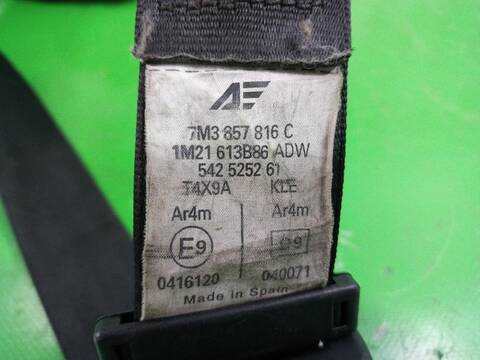 AE
7M3 857 816 C
1M21 613B86 ADW
542 5252 61
T4X9A KLE
Ar4m Ar4m
E9 e9
0416120 040071
Made in Spain